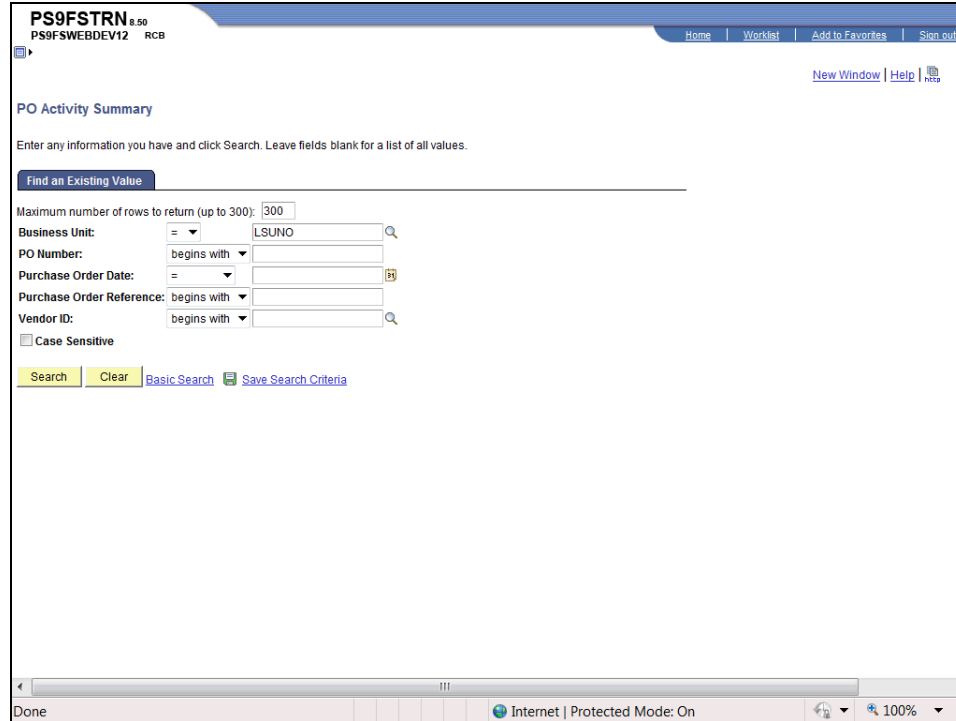 PS9FSTRN 8.50
PS9FSWEBDEV12 RCB
Home | Worklist | Add to Favorites | Sign out
New Window | Help | http
PO Activity Summary
Enter any information you have and click Search. Leave fields blank for a list of all values.
Find an Existing Value
Maximum number of rows to return (up to 300): 300
Business Unit: = LSUNO
PO Number: begins with
Purchase Order Date: = 31
Purchase Order Reference: begins with
Vendor ID: begins with
Case Sensitive
Search Clear Basic Search Save Search Criteria
Done Internet | Protected Mode: On 100%